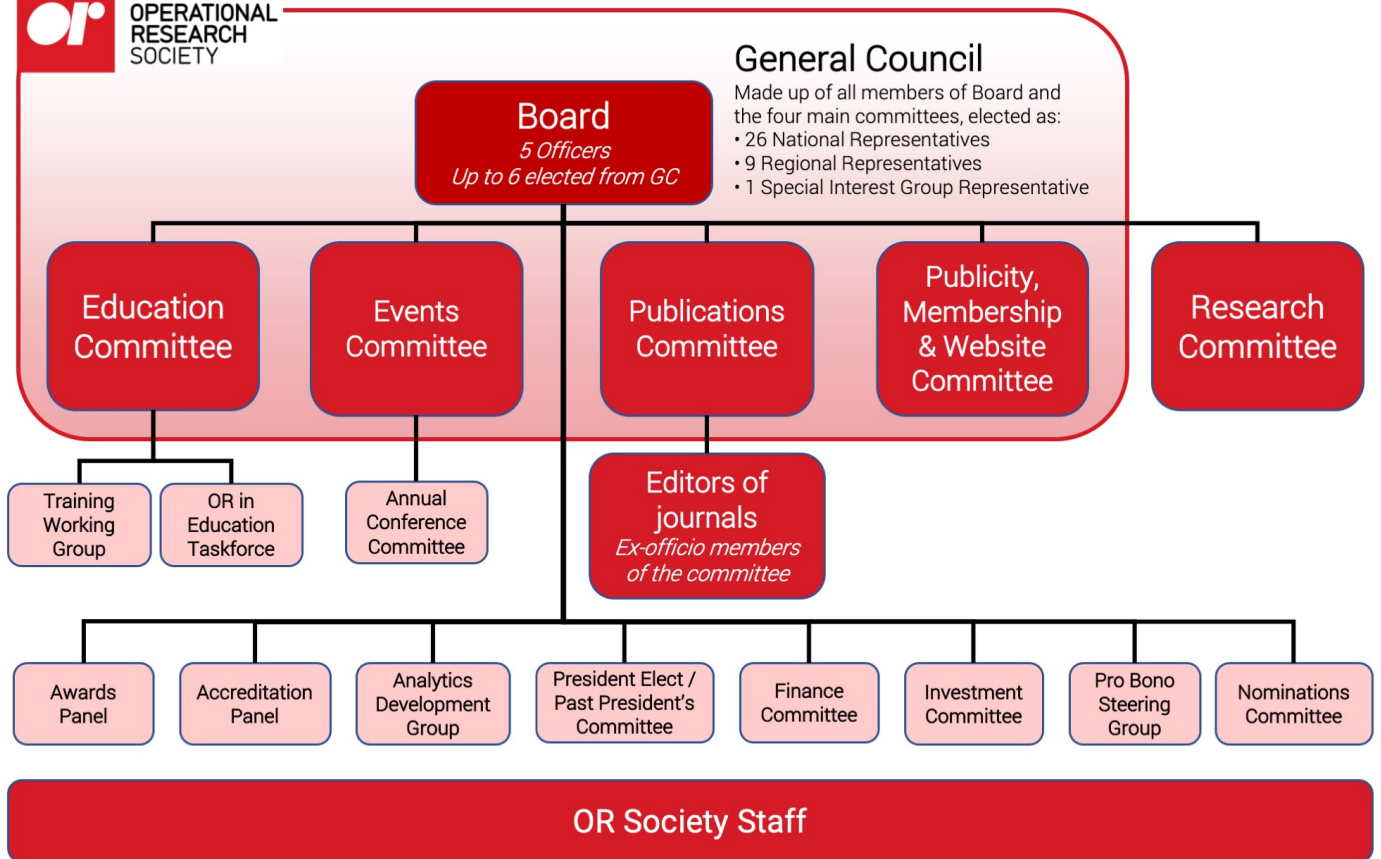 or
OPERATIONAL
RESEARCH
SOCIETY
General Council
Made up of all members of Board and
the four main committees, elected as:
• 26 National Representatives
• 9 Regional Representatives
• 1 Special Interest Group Representative
Board
5 Officers
Up to 6 elected from GC
Education
Committee
Events
Committee
Publications
Committee
Publicity,
Membership
& Website
Committee
Research
Committee
Training
Working
Group
OR in
Education
Taskforce
Annual
Conference
Committee
Editors of
journals
Ex-officio members
of the committee
Awards
Panel
Accreditation
Panel
Analytics
Development
Group
President Elect /
Past President's
Committee
Finance
Committee
Investment
Committee
Pro Bono
Steering
Group
Nominations
Committee
OR Society Staff